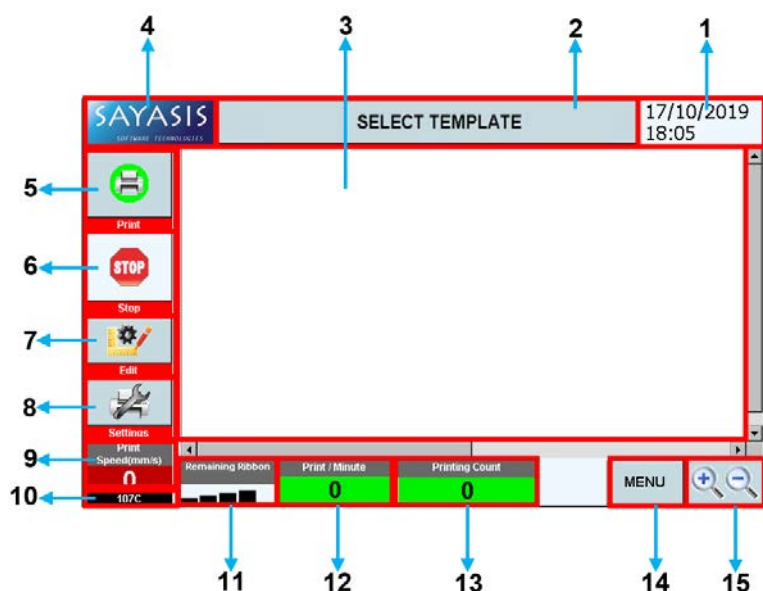 4
3
2
1
SAYASIS
SOFTWARE TECHNOLOGIES
SELECT TEMPLATE
17/10/2019
18:05
5
Print
6
STOP
Stop
7
Edit
8
Settings
9
Print
Speed(mm/s)
0
10
107C
Remaining Ribbon
Print / Minute
0
Printing Count
0
MENU
11
12
13
14
15